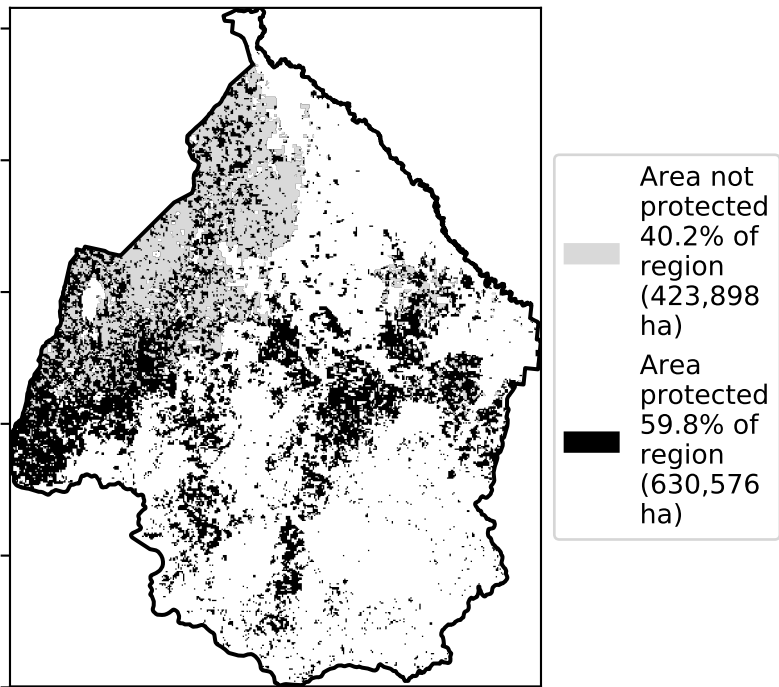 Area not
protected
40.2% of
region
(423,898
ha)
Area
protected
59.8% of
region
(630,576
ha)